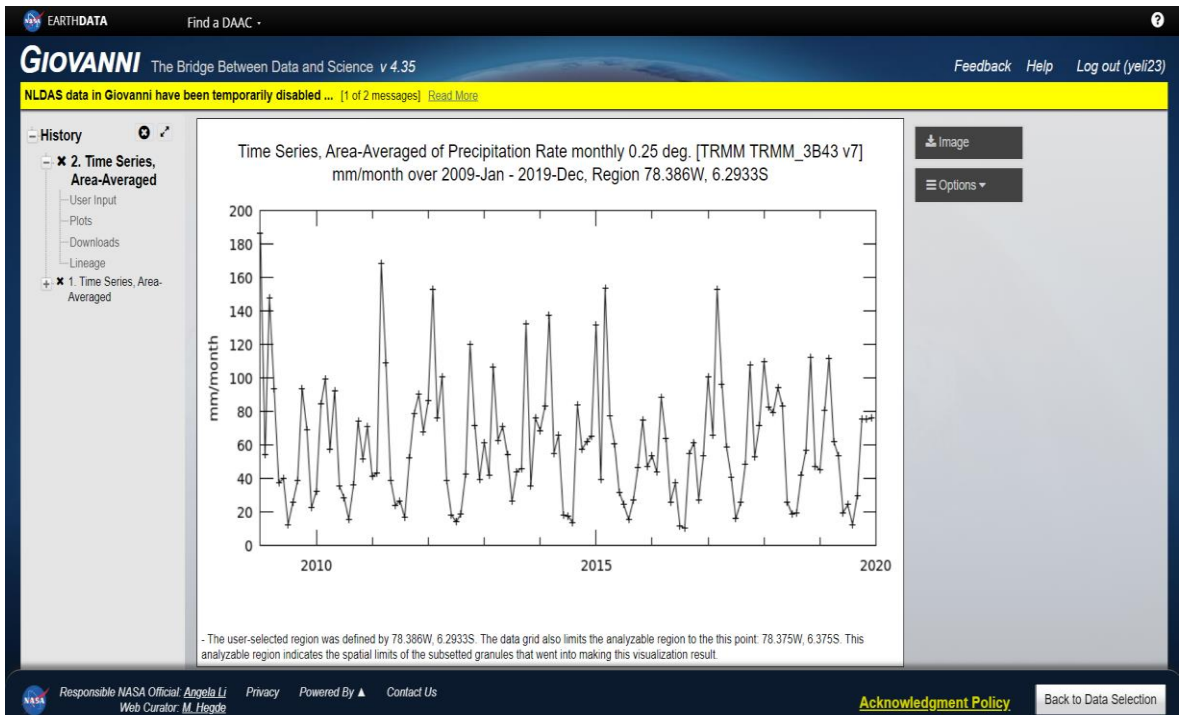 EARTHDATA
Find a DAAC -
?
GIOVANNI The Bridge Between Data and Science v 4.35
Feedback Help Log out (yeli23)
NLDAS data in Giovanni have been temporarily disabled ... [1 of 2 messages] Read More
History
2. Time Series,
Area-Averaged
User Input
Plots
Downloads
Lineage
1. Time Series, Area-
Averaged
Time Series, Area-Averaged of Precipitation Rate monthly 0.25 deg. [TRMM TRMM_3B43 v7]
mm/month over 2009-Jan - 2019-Dec, Region 78.386W, 6.2933S
200
180
160
140
120
100
80
60
40
20
0
mm/month
2010
2015
2020
- The user-selected region was defined by 78.386W, 6.2933S. The data grid also limits the analyzable region to the this point: 78.375W, 6.375S. This
analyzable region indicates the spatial limits of the subsetted granules that went into making this visualization result.
Image
Options
NASA
Responsible NASA Official: Angela Li
Web Curator: M. Hegde
Privacy Powered By ▲ Contact Us
Acknowledgment Policy
Back to Data Selection